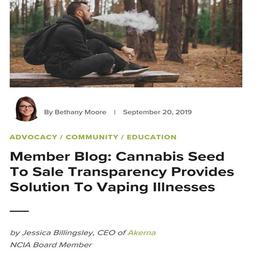 By Bethany Moore | September 20, 2019
ADVOCACY / COMMUNITY / EDUCATION
Member Blog: Cannabis Seed
To Sale Transparency Provides
Solution To Vaping Illnesses
by Jessica Billingsley, CEO of Akerna
NCIA Board Member